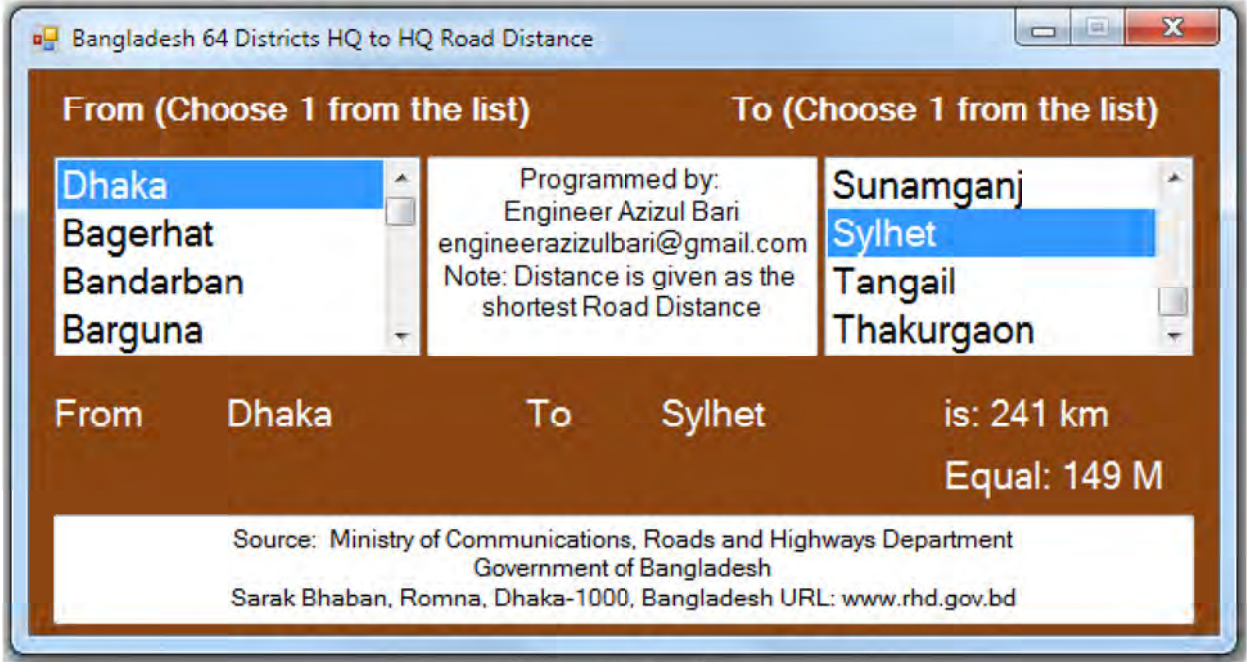 Bangladesh 64 Districts HQ to HQ Road Distance
From (Choose 1 from the list)
To (Choose 1 from the list)
Dhaka
Bagerhat
Bandarban
Barguna
Programmed by:
Engineer Azizul Bari
engineerazizulbari@gmail.com
Note: Distance is given as the
shortest Road Distance
Sunamganj
Sylhet
Tangail
Thakurgaon
From Dhaka To Sylhet is: 241 km
Equal: 149 M
Source: Ministry of Communications, Roads and Highways Department
Government of Bangladesh
Sarak Bhaban, Romna, Dhaka-1000, Bangladesh URL: www.rhd.gov.bd